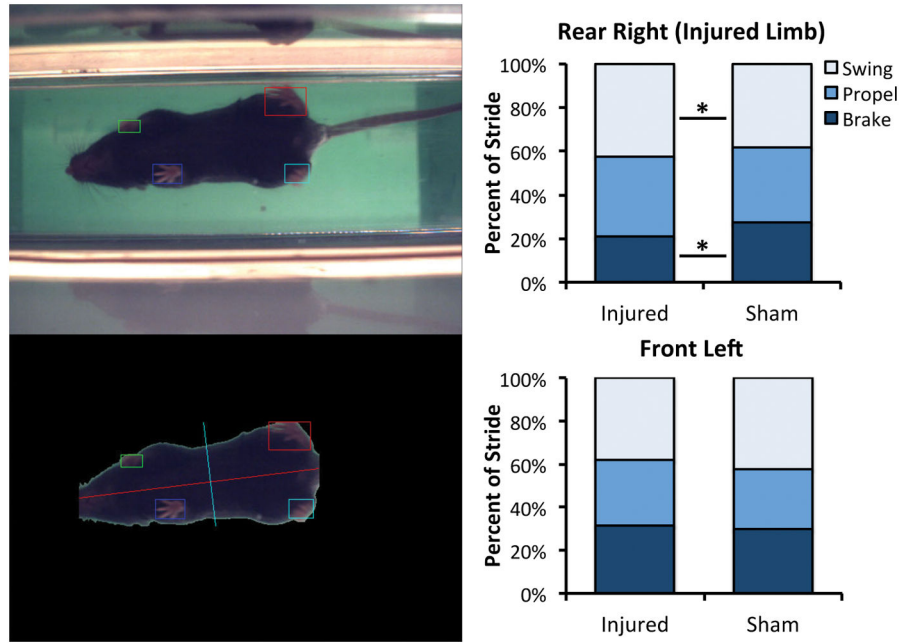 Rear Right (Injured Limb)
Percent of Stride
100%
80%
60%
40%
20%
0%
*
*
Injured
Sham
Swing
Propel
Brake
Front Left
Percent of Stride
100%
80%
60%
40%
20%
0%
Injured
Sham